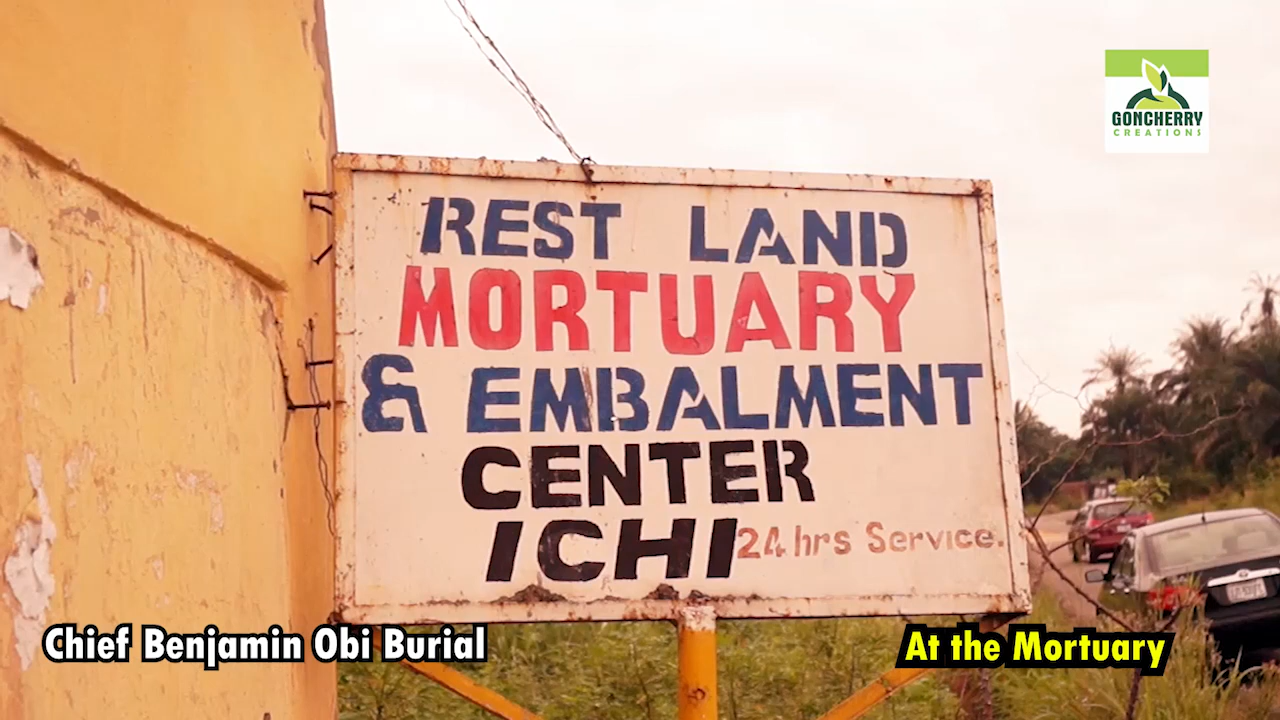 GONCHERRY
CREATIONS
REST LAND
MORTUARY
& EMBALMENT
CENTER
ICHI 24 hrs Service.
Chief Benjamin Obi Burial
At the Mortuary